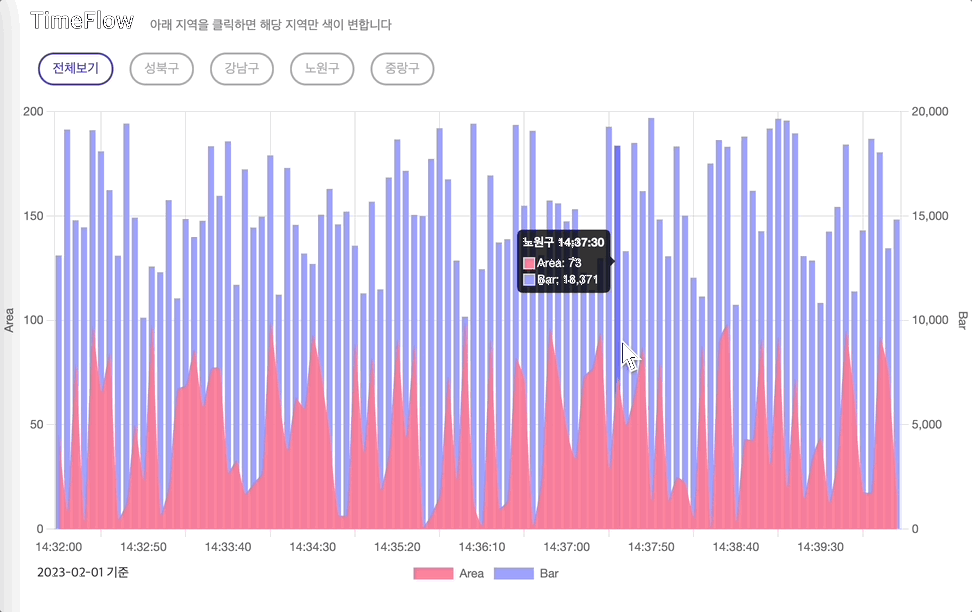 TimeFlow 아래 지역을 클릭하면 해당 지역만 색이 변합니다
전체보기 성북구 강남구 노원구 중랑구
200 20,000
150 15,000
노원구 14:37:30
Area: 73
Bar: 18,371
100 10,000
Area Bar
50 5,000
0 0
14:32:00 14:32:50 14:33:40 14:34:30 14:35:20 14:36:10 14:37:00 14:37:50 14:38:40 14:39:30
2023-02-01 기준
Area Bar